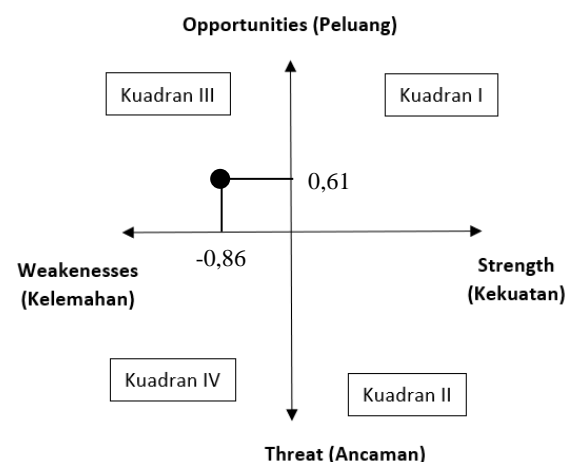 Opportunities (Peluang)
Kuadran III
Kuadran I
0,61
-0,86
Weakenesses
(Kelemahan)
Strength
(Kekuatan)
Kuadran IV
Kuadran II
Threat (Ancaman)